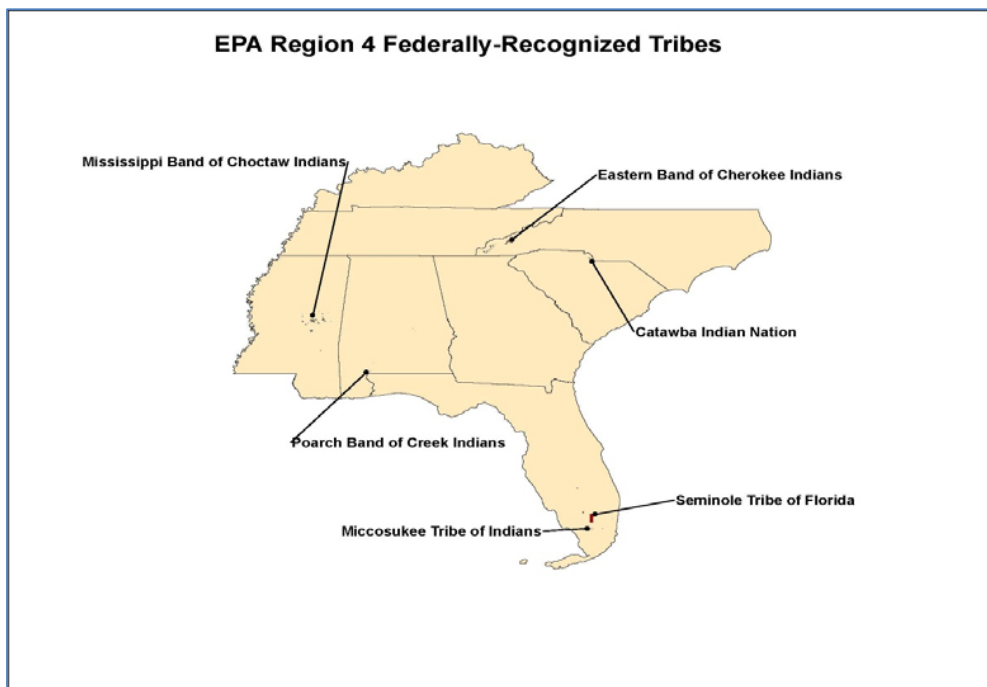 EPA Region 4 Federally-Recognized Tribes
Mississippi Band of Choctaw Indians
Eastern Band of Cherokee Indians
Catawba Indian Nation
Poarch Band of Creek Indians
Seminole Tribe of Florida
Miccosukee Tribe of Indians